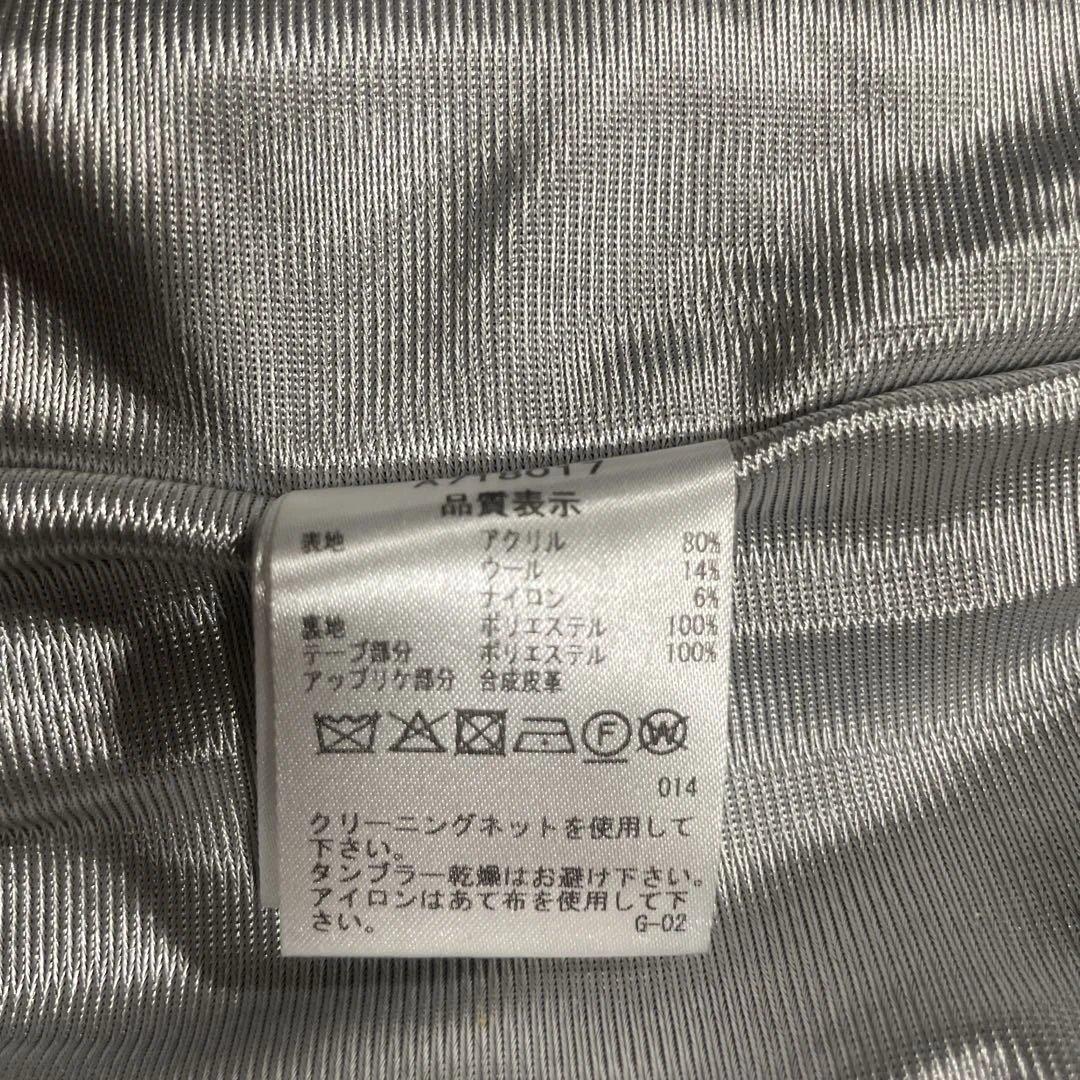 品質表示
表地 アクリル 80%
ウール 14%
ナイロン 6%
裏地 ポリエステル 100%
テープ部分 ポリエステル 100%
アップリケ部分 合成皮革
F W
014
クリーニングネットを使用して
下さい。
タンブラー乾燥はお避け下さい。
アイロンはあて布を使用して下
さい。 G-02